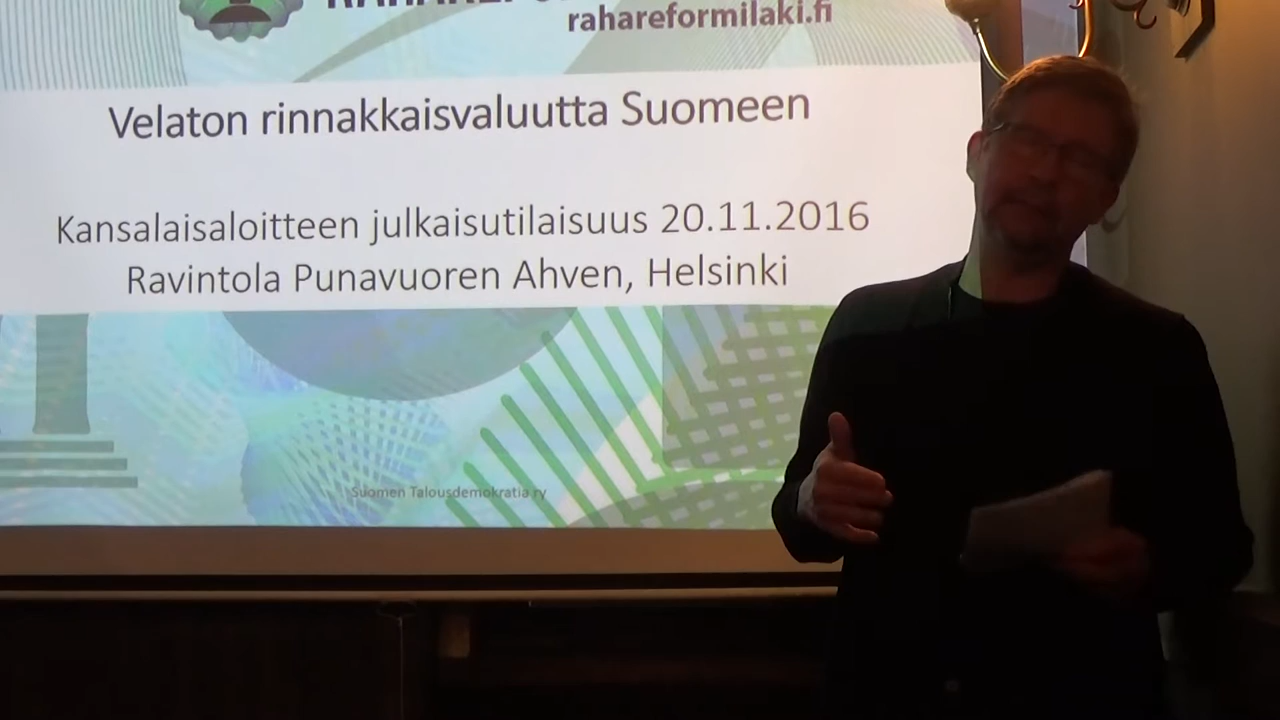 rahareformilaki.fi
Velaton rinnakkaisvaluutta Suomeen
Kansalaisaloitteen julkaisutilaisuus 20.11.2016
Ravintola Punavuoren Ahven, Helsinki
Suomen Talousdemokratia ry